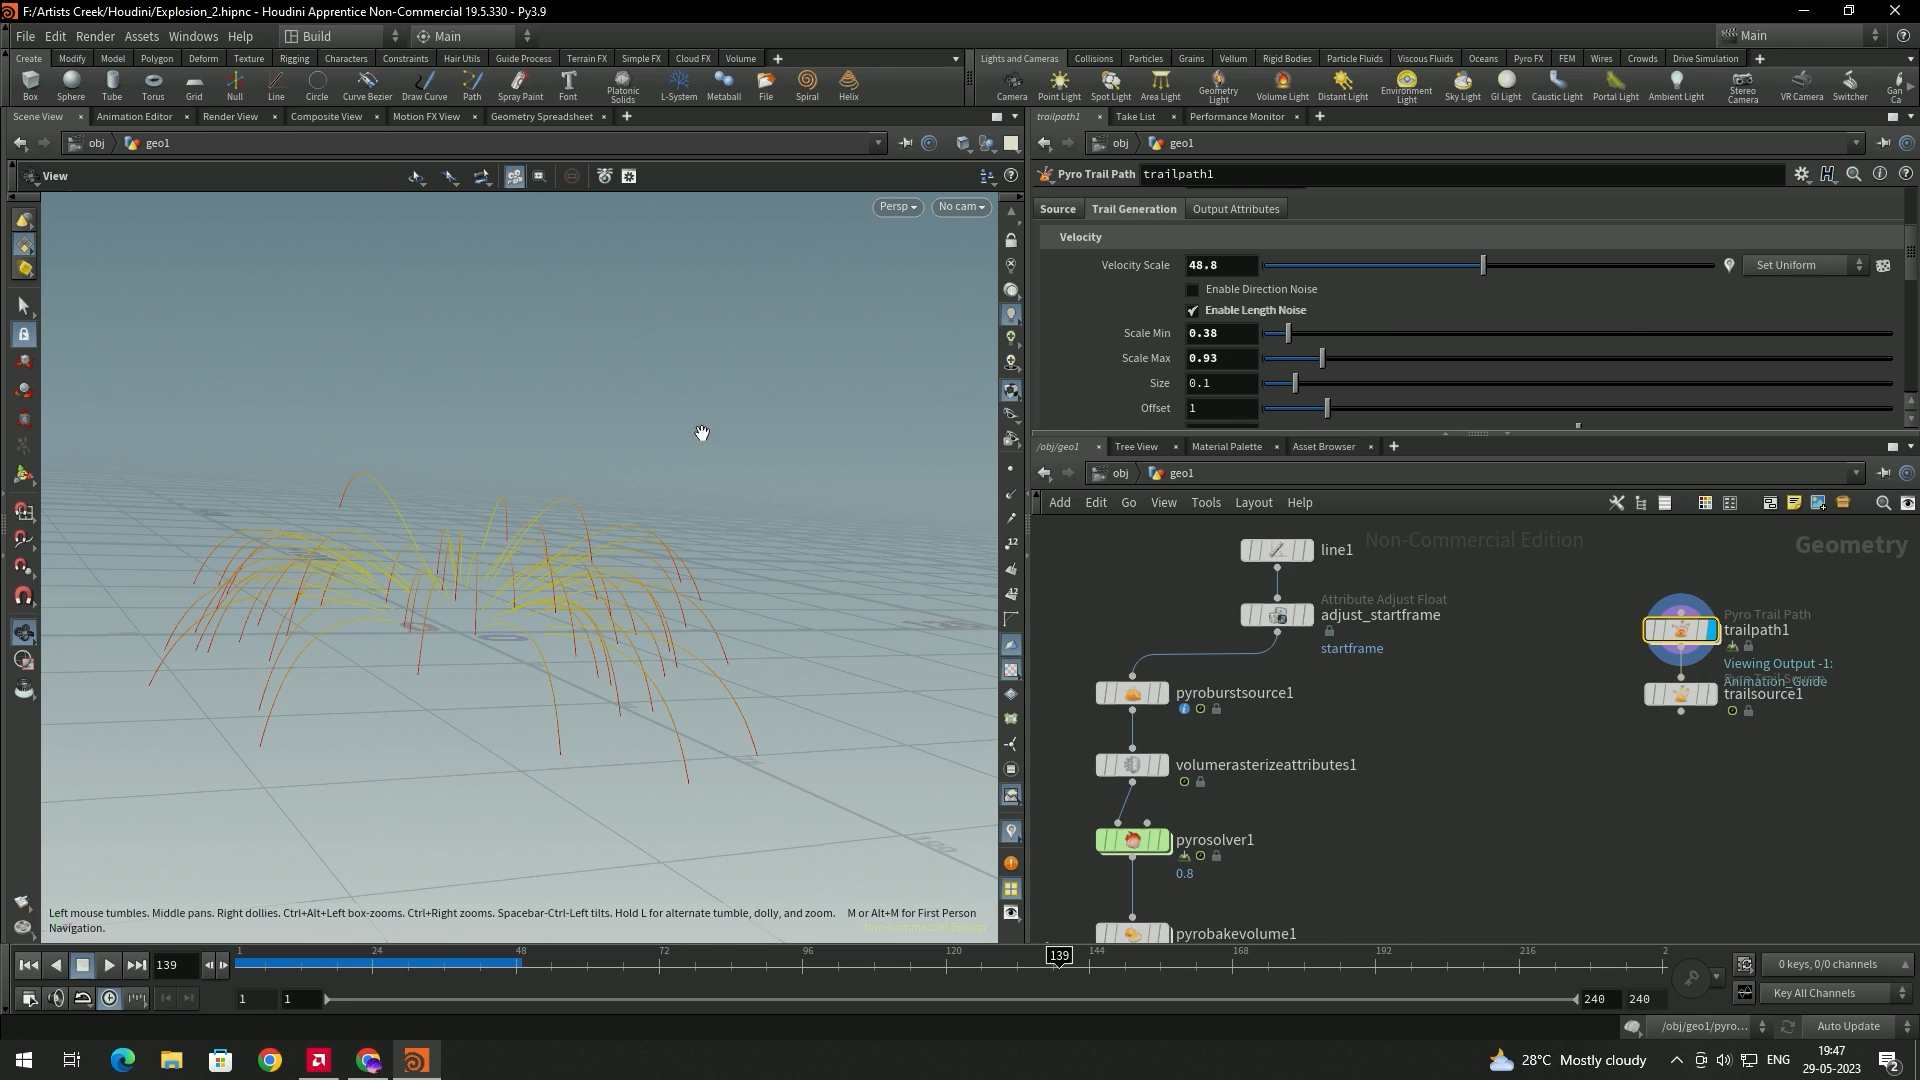 F:/Artists Creek/Houdini/Explosion_2.hipnc - Houdini Apprentice Non-Commercial 19.5.330 - Py3.9
File Edit Render Assets Windows Help Build Main Main
Create Modify Model Polygon Deform Texture Rigging Characters Constraints Hair Utils Guide Process Terrain FX Simple FX Cloud FX Volume
Lights and Cameras Collisions Particles Grains Vellum Rigid Bodies Particle Fluids Viscous Fluids Oceans Pyro FX FEM Wires Crowds Drive Simulation
Box Sphere Tube Torus Grid Null Line Circle Curve Bezier Draw Curve Path Spray Paint Font Platonic Solids L-System Metaball File Spiral Helix
Camera Point Light Spot Light Area Light Geometry Light Volume Light Distant Light Environment Light Sky Light GI Light Caustic Light Portal Light Ambient Light Stereo Camera VR Camera Switcher Gan Ca
Scene View Animation Editor Render View Composite View Motion FX View Geometry Spreadsheet
trailpath1 Take List Performance Monitor
obj geo1
obj geo1
View
Pyro Trail Path trailpath1
Persp No cam
Source Trail Generation Output Attributes
Velocity
Velocity Scale 48.8 Set Uniform
Enable Direction Noise
Enable Length Noise
Scale Min 0.38
Scale Max 0.93
Size 0.1
Offset 1
/obj/geo1 Tree View Material Palette Asset Browser
obj geo1
Add Edit Go View Tools Layout Help
Non-Commercial Edition
Geometry
line1
Attribute Adjust Float
adjust_startframe
startframe
Pyro Trail Path
trailpath1
Viewing Output -1:
Animation_Guide
Pyro Trail Source
trailsource1
pyroburstsource1
volumerasterizeattributes1
pyrosolver1
0.8
pyrobakevolume1
Left mouse tumbles. Middle pans. Right dollies. Ctrl+Alt+Left box-zooms. Ctrl+Right zooms. Spacebar-Ctrl-Left tilts. Hold L for alternate tumble, dolly, and zoom. M or Alt+M for First Person
Navigation.
Non-Commercial Edition
139
1 24 48 72 96 120 139 144 168 192 216 2
0 keys, 0/0 channels
1 1 240 240
Key All Channels
/obj/geo1/pyro... Auto Update
28°C Mostly cloudy ENG
19:47
29-05-2023
2